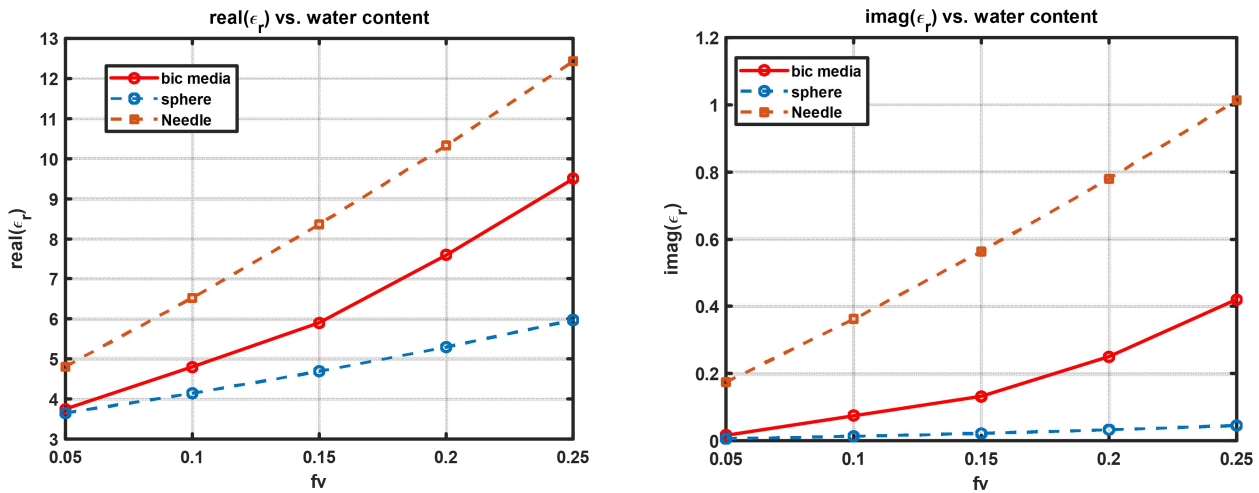 real(ϵr) vs. water content
13
12
11
10
9
8
7
6
5
4
3
real(ϵr)
bic media
sphere
Needle
0.05 0.1 0.15 0.2 0.25
fv
imag(ϵr) vs. water content
1.2
1
0.8
0.6
0.4
0.2
0
imag(ϵr)
bic media
sphere
Needle
0.05 0.1 0.15 0.2 0.25
fv